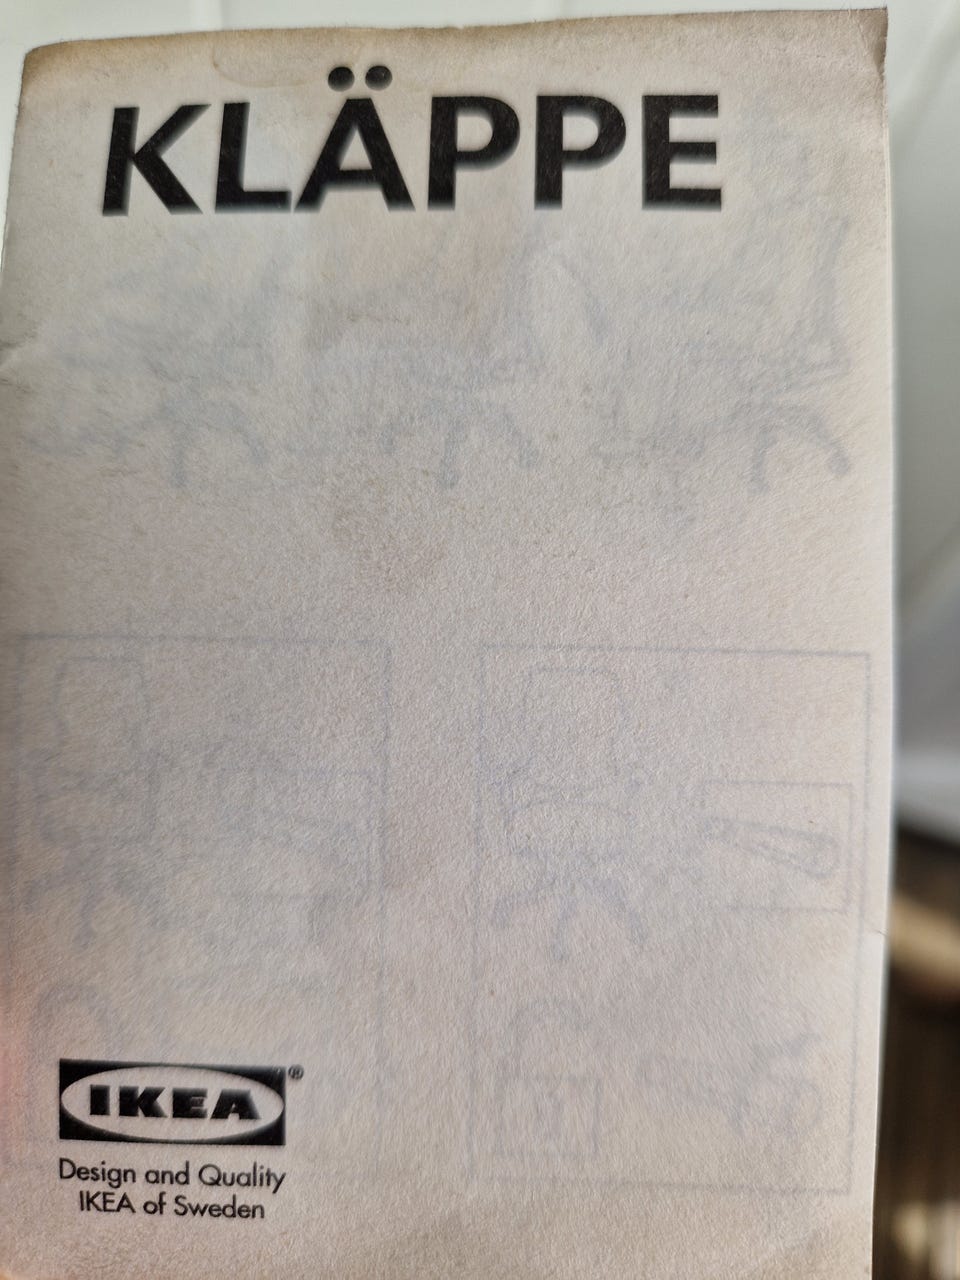 KLÄPPE
IKEA®
Design and Quality
IKEA of Sweden